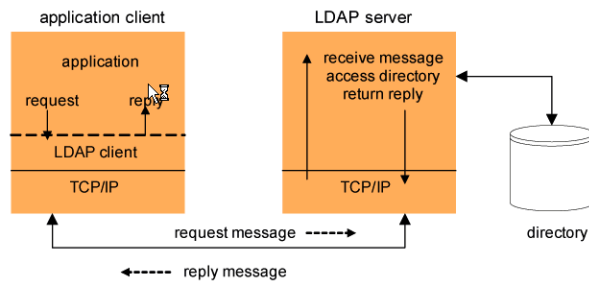 application client
LDAP server
application
request
reply
LDAP client
TCP/IP
receive message
access directory
return reply
TCP/IP
directory
request message
reply message